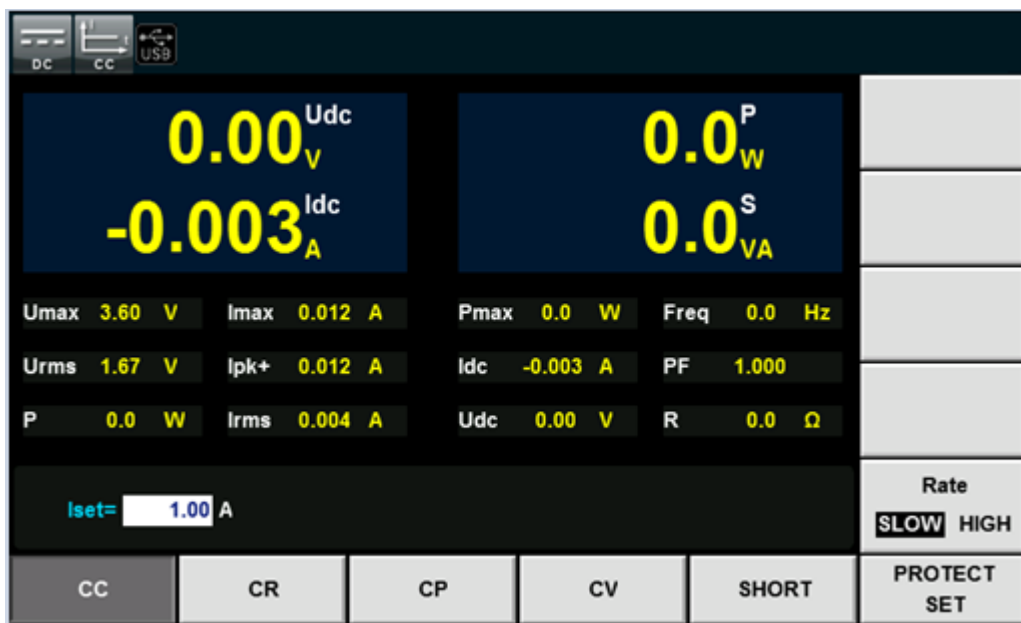 DC CC USB
0.00 Udc V
0.0 P W
-0.003 Idc A
0.0 S VA
Umax 3.60 V Imax 0.012 A Pmax 0.0 W Freq 0.0 Hz
Urms 1.67 V Ipk+ 0.012 A Idc -0.003 A PF 1.000
P 0.0 W Irms 0.004 A Udc 0.00 V R 0.0 Ω
Iset= 1.00 A
Rate
SLOW HIGH
CC CR CP CV SHORT
PROTECT
SET